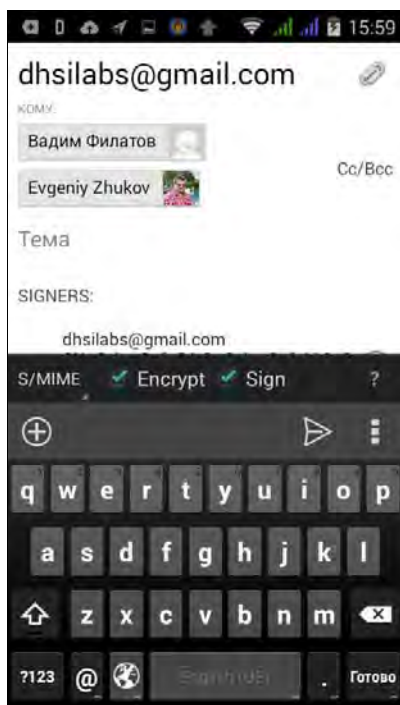 15:59
dhsilabs@gmail.com
КОМУ:
Вадим Филатов
Cc/Bcc
Evgeniy Zhukov
Тема
SIGNERS:
dhsilabs@gmail.com
S/MIME Encrypt Sign ?
q w e r t y u i o p
a s d f g h j k l
z x c v b n m
?123 @ . Готово